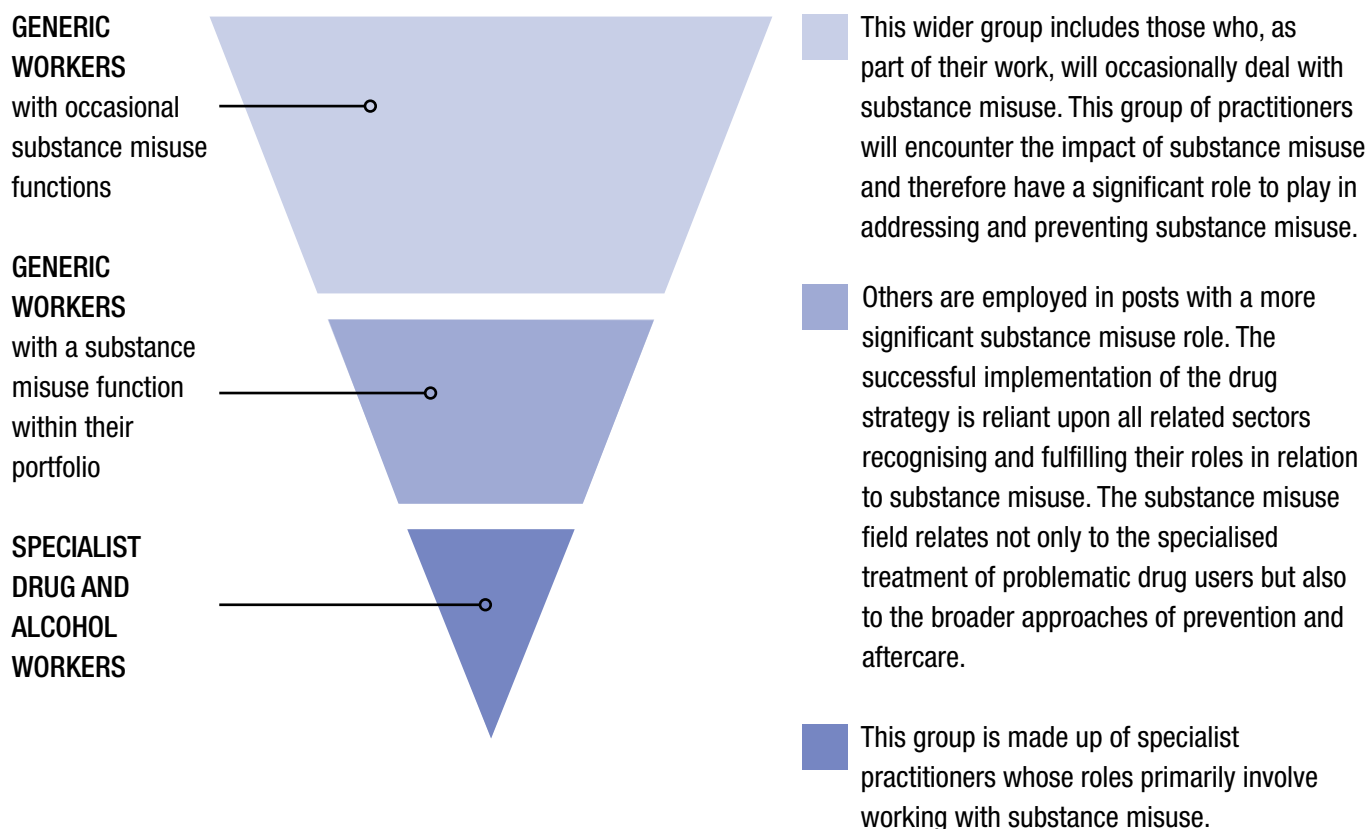 GENERIC
WORKERS
with occasional
substance misuse
functions
GENERIC
WORKERS
with a substance
misuse function
within their
portfolio
SPECIALIST
DRUG AND
ALCOHOL
WORKERS
This wider group includes those who, as
part of their work, will occasionally deal with
substance misuse. This group of practitioners
will encounter the impact of substance misuse
and therefore have a significant role to play in
addressing and preventing substance misuse.
Others are employed in posts with a more
significant substance misuse role. The
successful implementation of the drug
strategy is reliant upon all related sectors
recognising and fulfilling their roles in relation
to substance misuse. The substance misuse
field relates not only to the specialised
treatment of problematic drug users but also
to the broader approaches of prevention and
aftercare.
This group is made up of specialist
practitioners whose roles primarily involve
working with substance misuse.